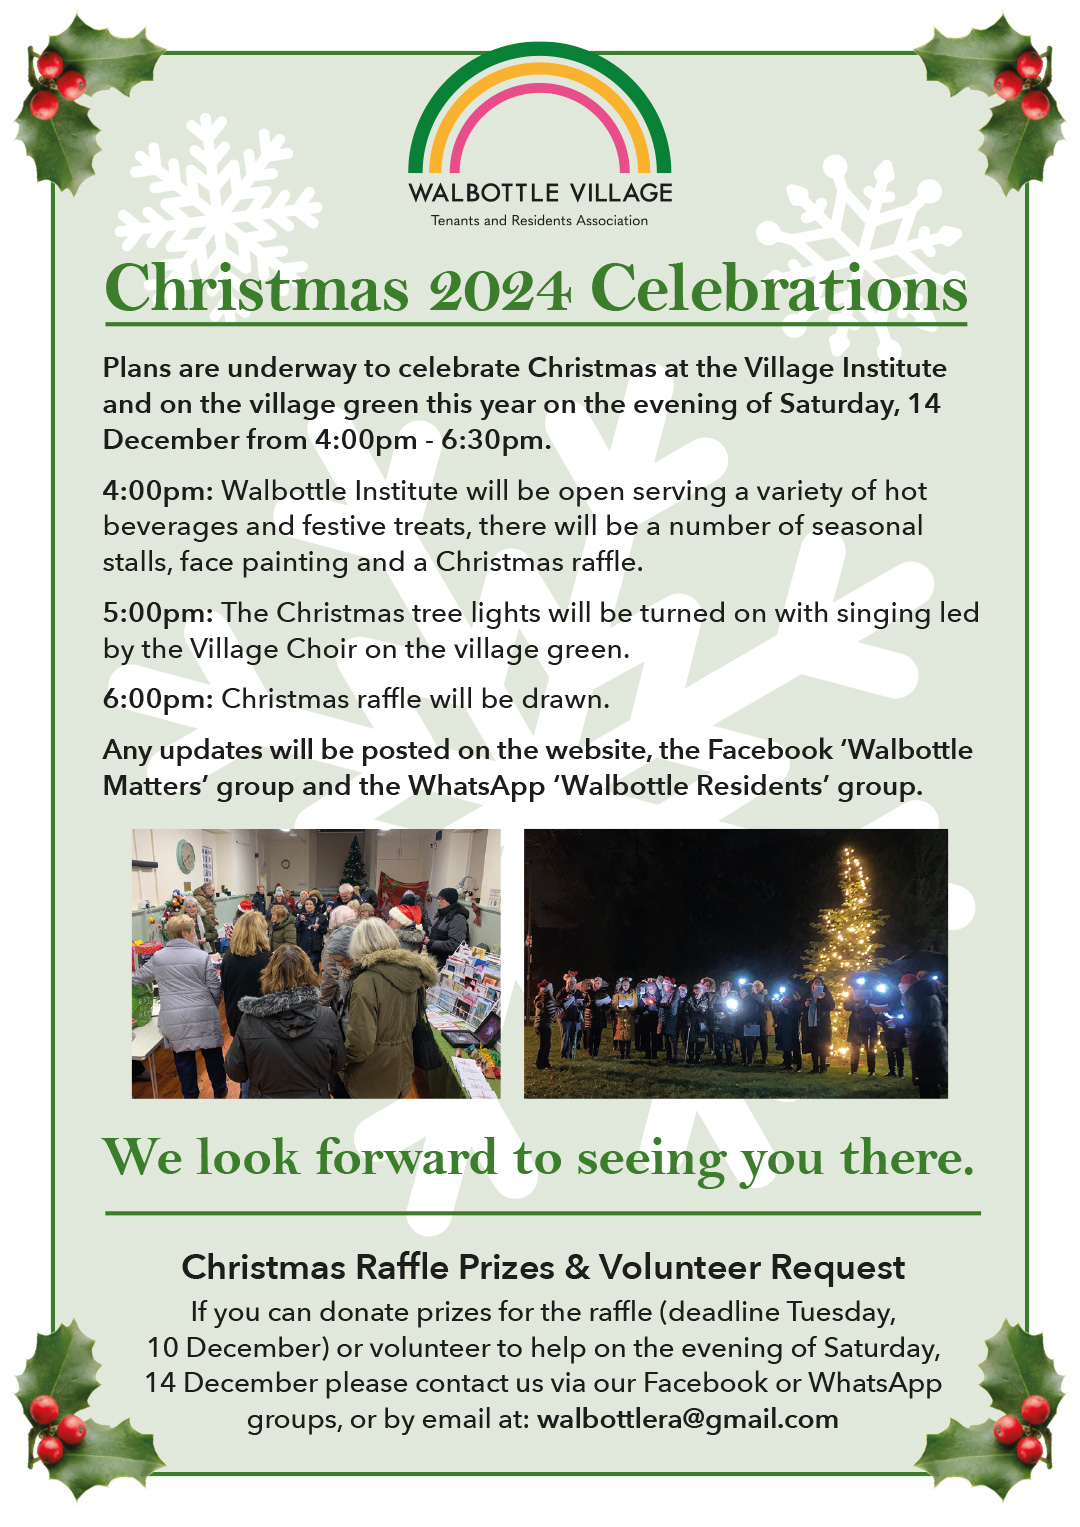 WALBOTTLE VILLAGE
Tenants and Residents Association
Christmas 2024 Celebrations
Plans are underway to celebrate Christmas at the Village Institute
and on the village green this year on the evening of Saturday, 14
December from 4:00pm - 6:30pm.
4:00pm: Walbottle Institute will be open serving a variety of hot
beverages and festive treats, there will be a number of seasonal
stalls, face painting and a Christmas raffle.
5:00pm: The Christmas tree lights will be turned on with singing led
by the Village Choir on the village green.
6:00pm: Christmas raffle will be drawn.
Any updates will be posted on the website, the Facebook ‘Walbottle
Matters’ group and the WhatsApp ‘Walbottle Residents’ group.
We look forward to seeing you there.
Christmas Raffle Prizes & Volunteer Request
If you can donate prizes for the raffle (deadline Tuesday,
10 December) or volunteer to help on the evening of Saturday,
14 December please contact us via our Facebook or WhatsApp
groups, or by email at: walbottlera@gmail.com